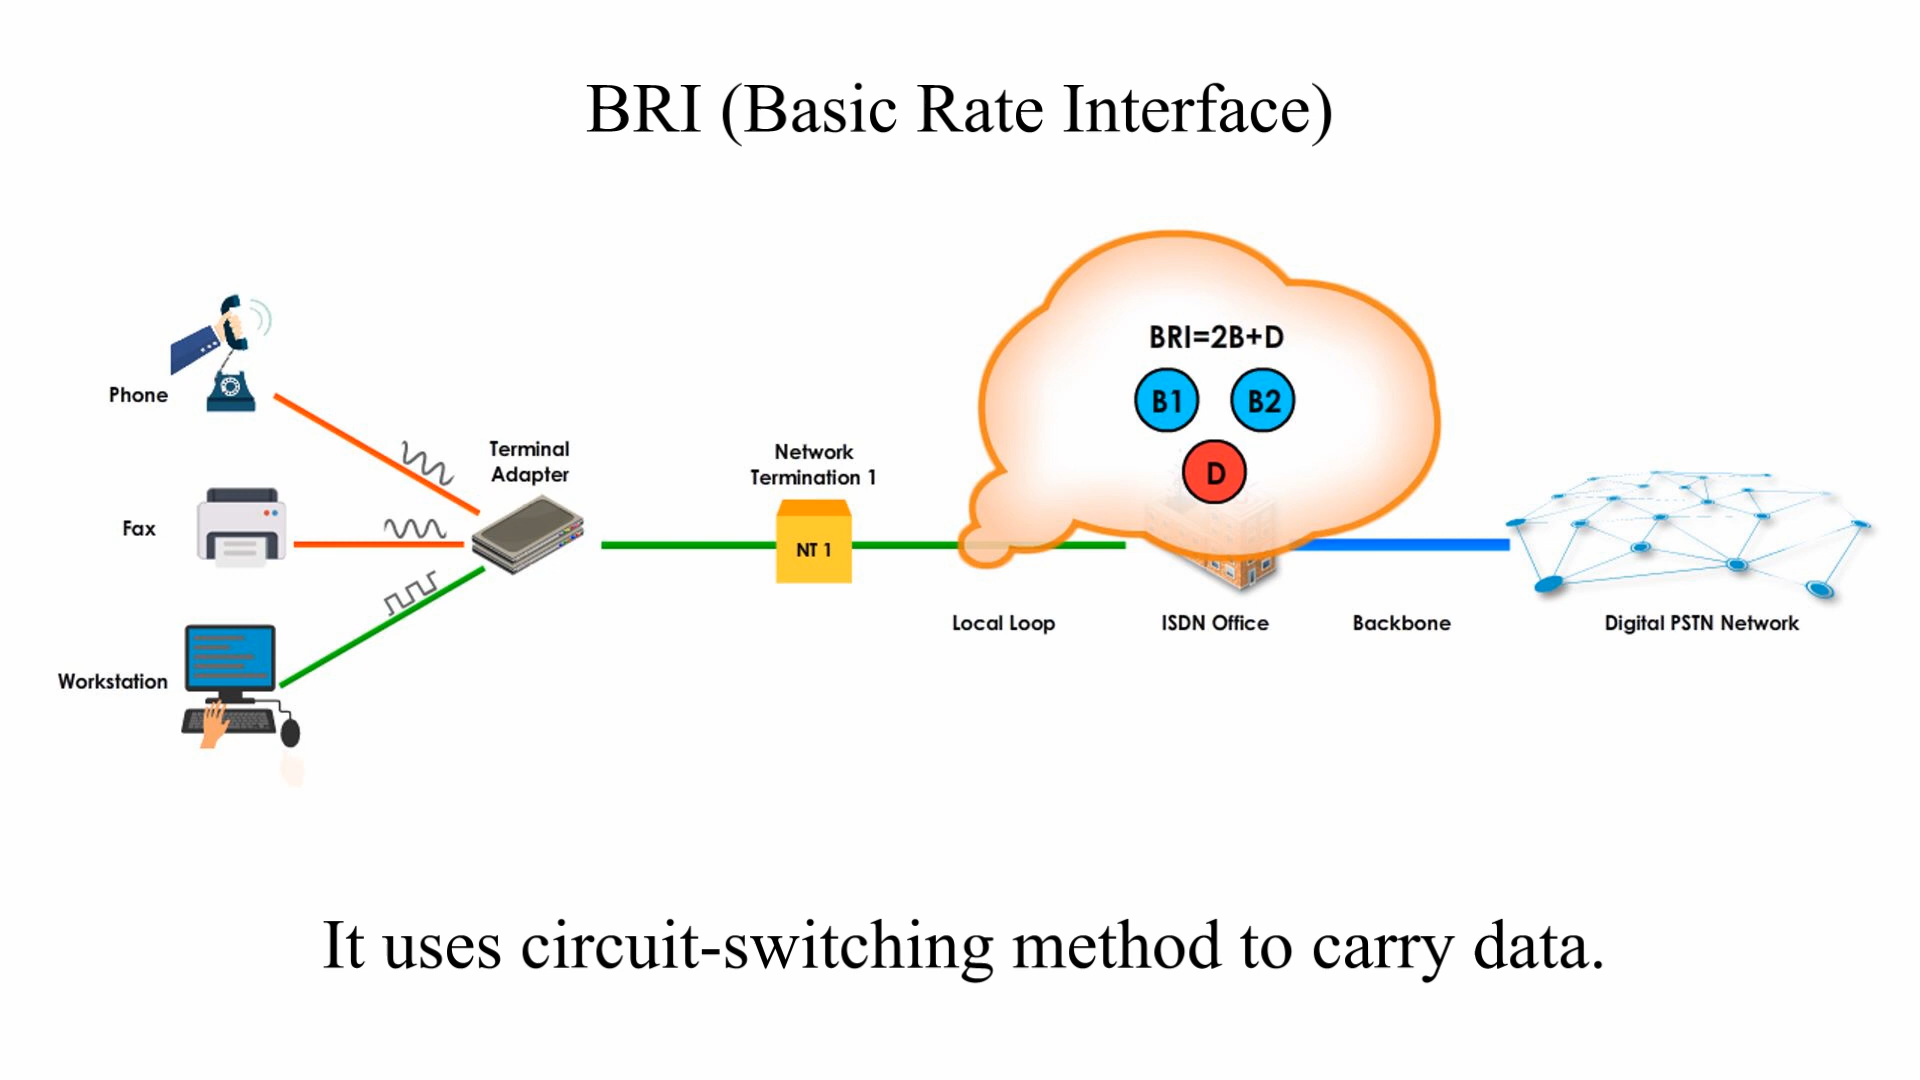 BRI (Basic Rate Interface)
BRI=2B+D
B1
B2
D
Phone
Terminal
Adapter
Network
Termination 1
Fax
NT 1
Local Loop
ISDN Office
Backbone
Digital PSTN Network
Workstation
It uses circuit-switching method to carry data.